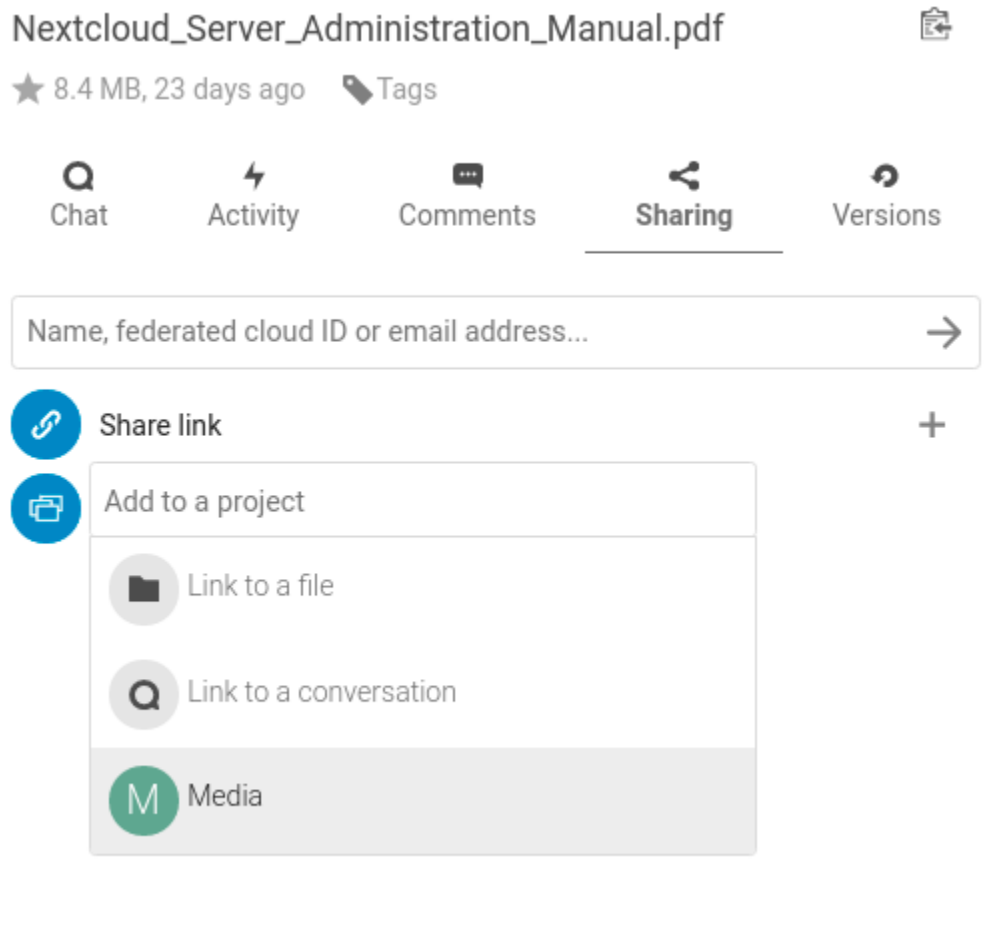 Nextcloud_Server_Administration_Manual.pdf
8.4 MB, 23 days ago Tags
Chat Activity Comments Sharing Versions
Name, federated cloud ID or email address...
Share link
Add to a project
Link to a file
Link to a conversation
M Media